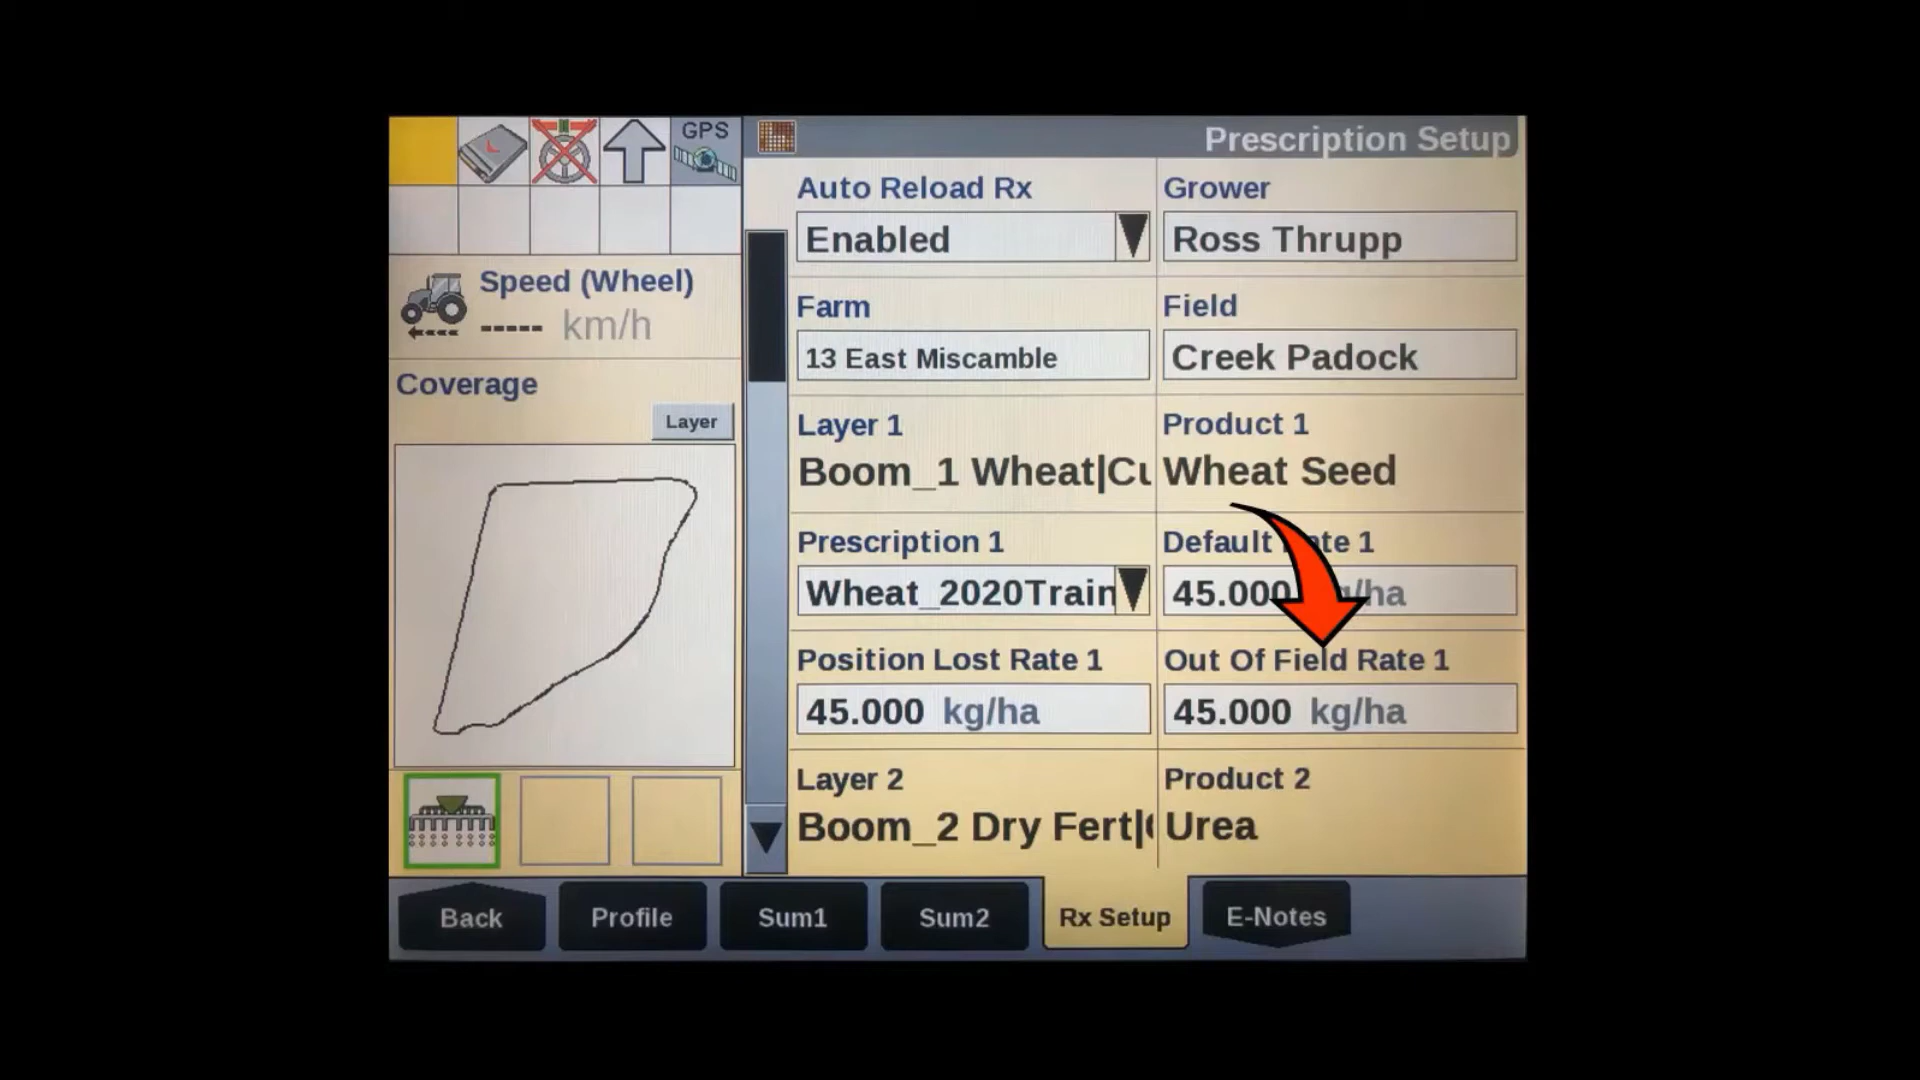 GPS
Prescription Setup
Speed (Wheel)
----- km/h
Coverage
Layer
Auto Reload Rx
Enabled
Grower
Ross Thrupp
Farm
13 East Miscamble
Field
Creek Padock
Layer 1
Boom_1 Wheat|Cu
Product 1
Wheat Seed
Prescription 1
Wheat_2020Train
Default Rate 1
45.000 kg/ha
Position Lost Rate 1
45.000 kg/ha
Out Of Field Rate 1
45.000 kg/ha
Layer 2
Boom_2 Dry Fert|
Product 2
Urea
Back
Profile
Sum1
Sum2
Rx Setup
E-Notes